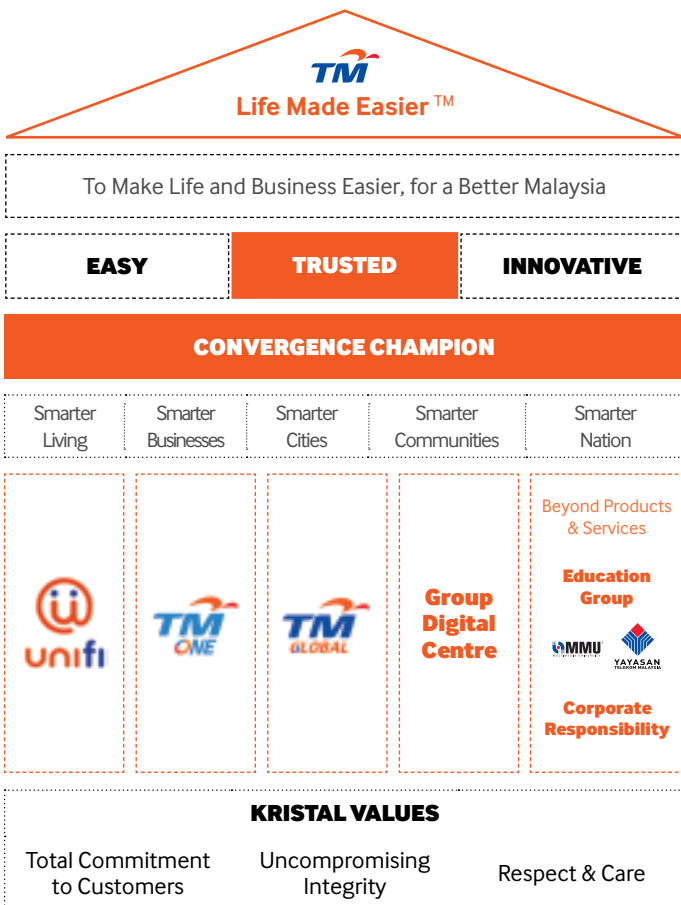 TM
Life Made Easier TM
To Make Life and Business Easier, for a Better Malaysia
EASY
TRUSTED
INNOVATIVE
CONVERGENCE CHAMPION
Smarter
Living
Smarter
Businesses
Smarter
Cities
Smarter
Communities
Smarter
Nation
unifi
TM
ONE
TM
GLOBAL
Group
Digital
Centre
Beyond Products
& Services
Education
Group
MMU
YAYASAN
TELEKOM MALAYSIA
Corporate
Responsibility
KRISTAL VALUES
Total Commitment
to Customers
Uncompromising
Integrity
Respect & Care